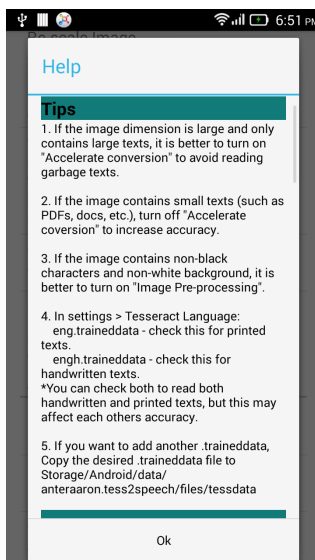 6:51 PM
Re-scale Image
Help
Tips
1. If the image dimension is large and only
contains large texts, it is better to turn on
"Accelerate conversion" to avoid reading
garbage texts.
2. If the image contains small texts (such as
PDFs, docs, etc.), turn off "Accelerate
coversion" to increase accuracy.
3. If the image contains non-black
characters and non-white background, it is
better to turn on "Image Pre-processing".
4. In settings > Tesseract Language:
eng.traineddata - check this for printed
texts.
engh.traineddata - check this for
handwritten texts.
*You can check both to read both
handwritten and printed texts, but this may
affect each others accuracy.
5. If you want to add another .traineddata,
Copy the desired .traineddata file to
Storage/Android/data/
anteraaron.tess2speech/files/tessdata
Ok